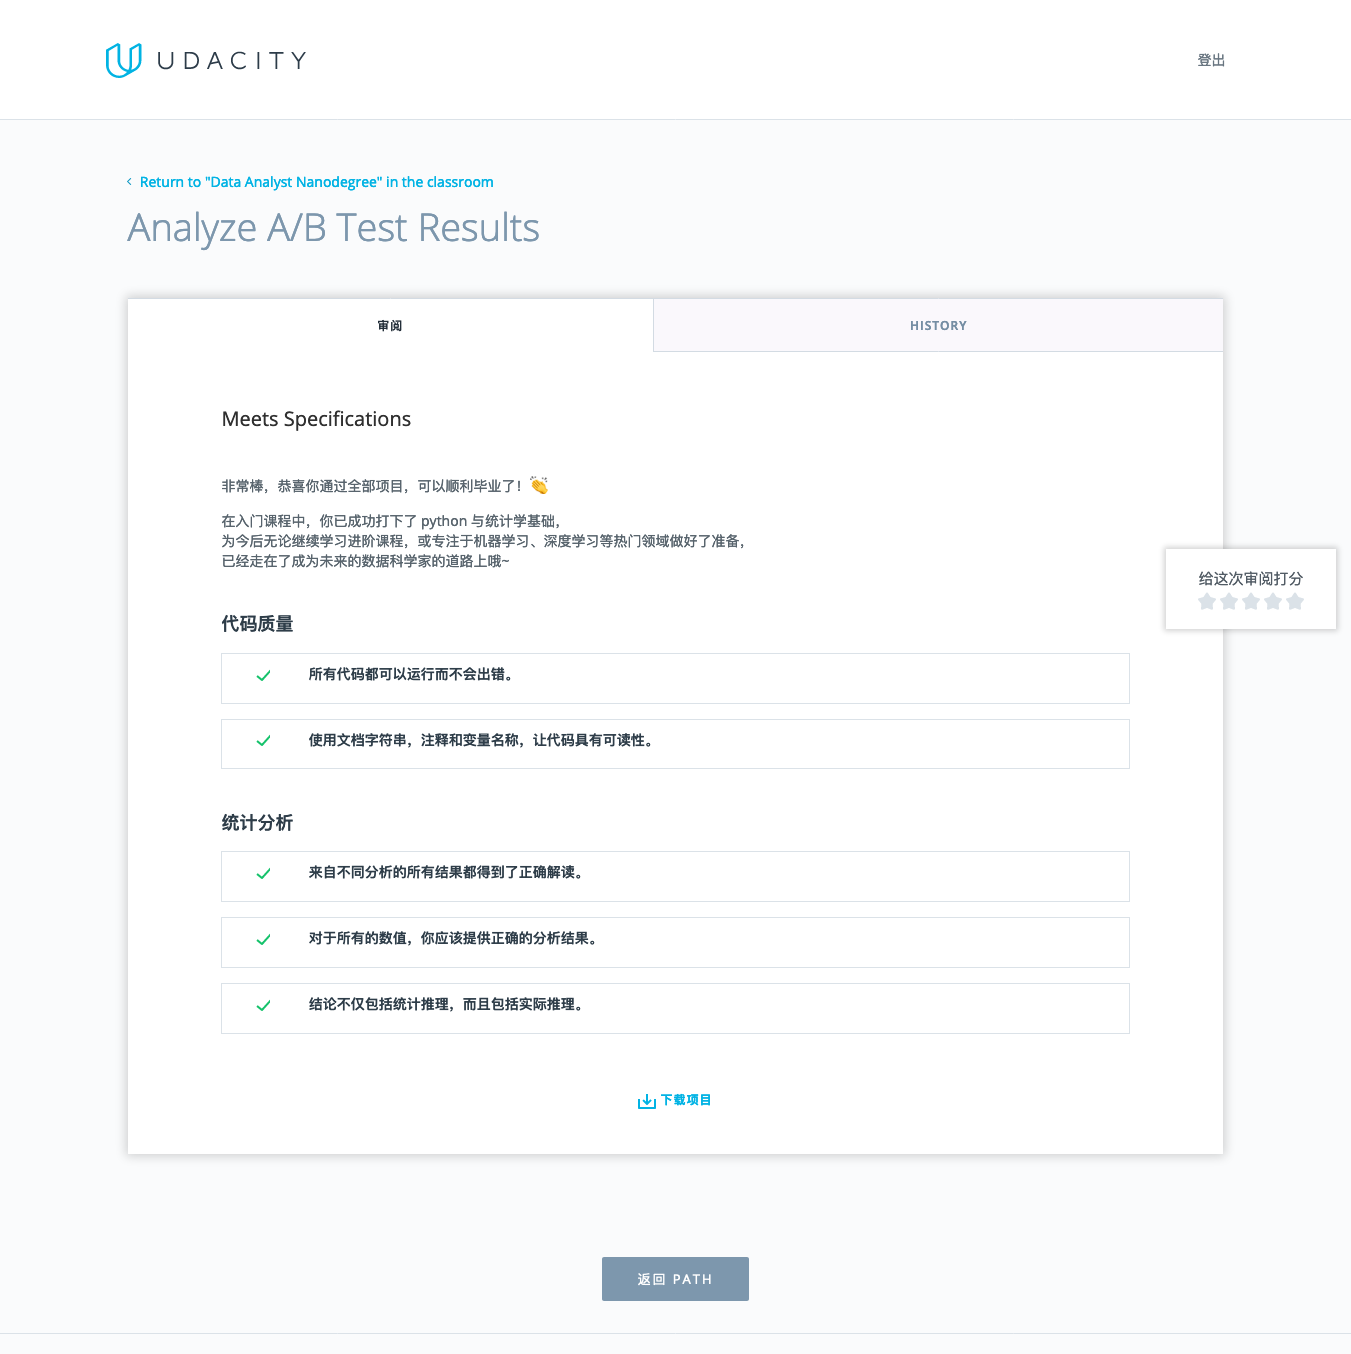 UDACITY
登出
Return to "Data Analyst Nanodegree" in the classroom
Analyze A/B Test Results
审阅
HISTORY
Meets Specifications
非常棒，恭喜你通过全部项目，可以顺利毕业了！👏
在入门课程中，你已成功打下了 python 与统计学基础，
为今后无论继续学习进阶课程，或专注于机器学习、深度学习等热门领域做好了准备，
已经走在了成为未来的数据科学家的道路上哦~
给这次审阅打分
代码质量
所有代码都可以运行而不会出错。
使用文档字符串，注释和变量名称，让代码具有可读性。
统计分析
来自不同分析的所有结果都得到了正确解读。
对于所有的数值，你应该提供正确的分析结果。
结论不仅包括统计推理，而且包括实际推理。
下载项目
返回 PATH